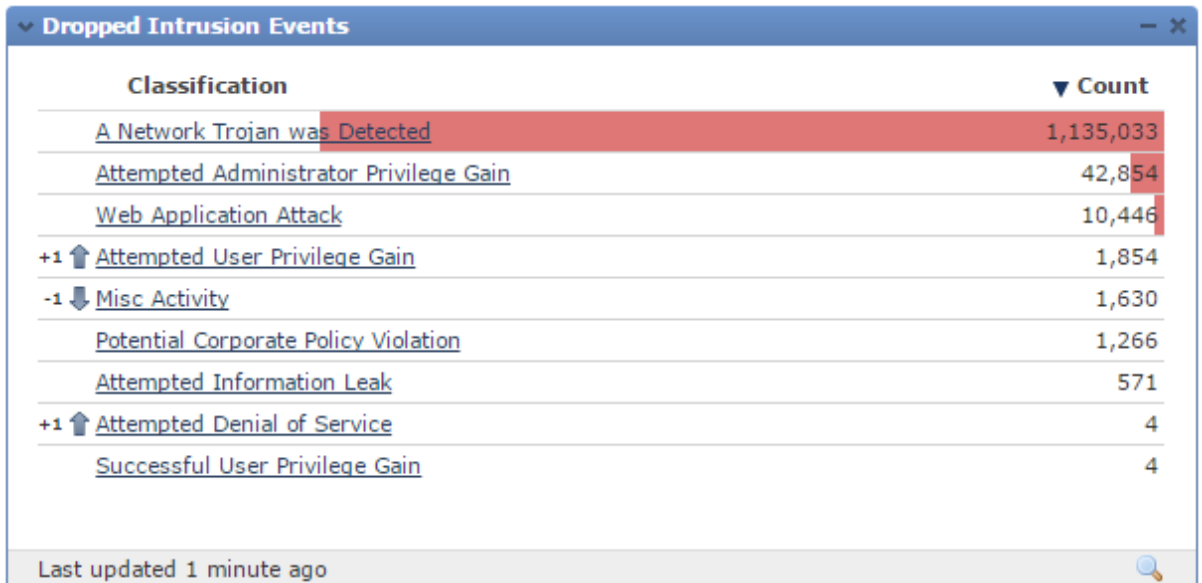 Dropped Intrusion Events
Classification Count
A Network Trojan was Detected 1,135,033
Attempted Administrator Privilege Gain 42,854
Web Application Attack 10,446
+1 Attempted User Privilege Gain 1,854
-1 Misc Activity 1,630
Potential Corporate Policy Violation 1,266
Attempted Information Leak 571
+1 Attempted Denial of Service 4
Successful User Privilege Gain 4
Last updated 1 minute ago